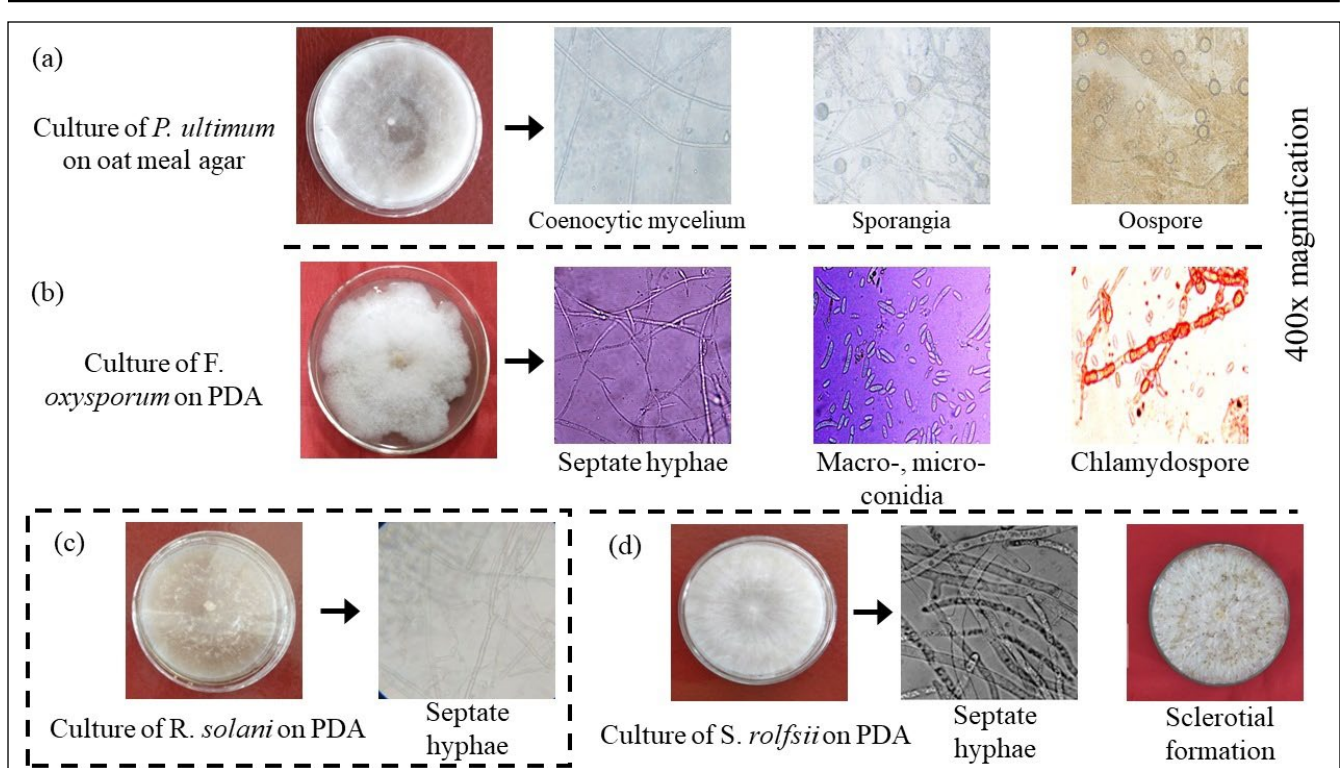 (a)
Culture of P. ultimum
on oat meal agar
Coenocytic mycelium
Sporangia
Oospore
400x magnification
(b)
Culture of F.
oxysporum on PDA
Septate hyphae
Macro-, micro-
conidia
Chlamydospore
(c)
Culture of R. solani on PDA
Septate
hyphae
(d)
Culture of S. rolfsii on PDA
Septate
hyphae
Sclerotial
formation